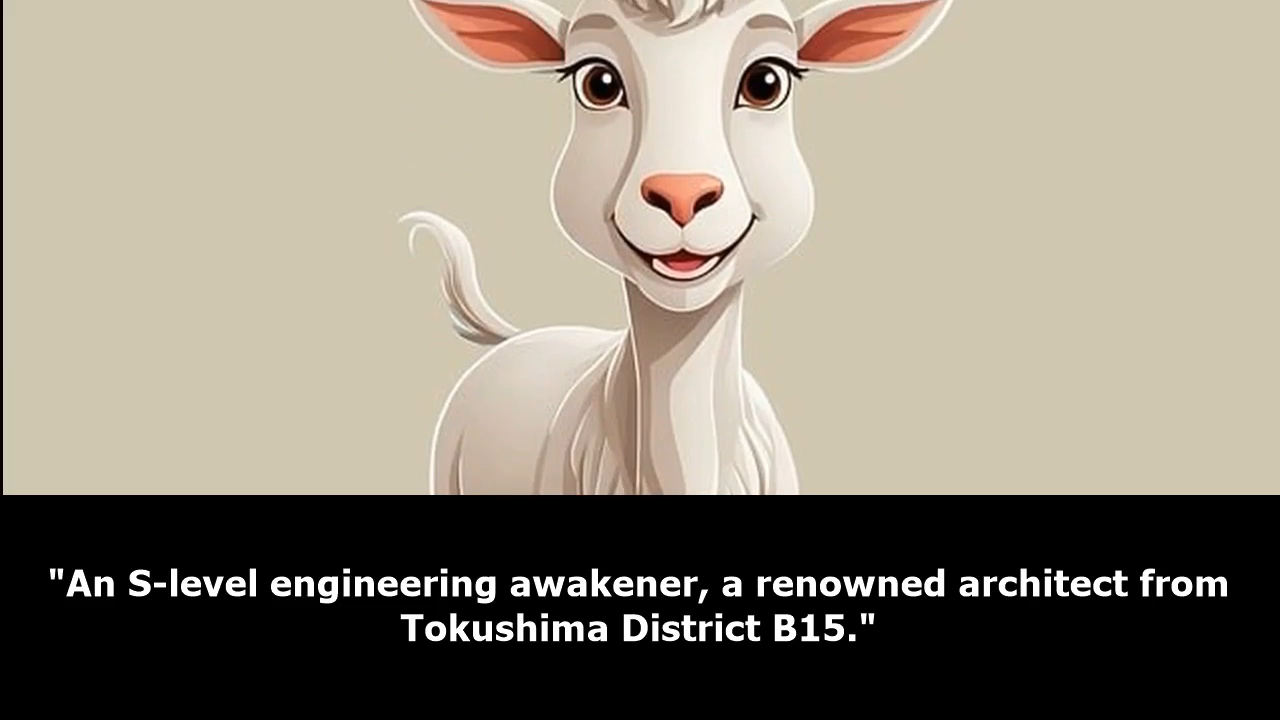 "An S-level engineering awakener, a renowned architect from
Tokushima District B15."